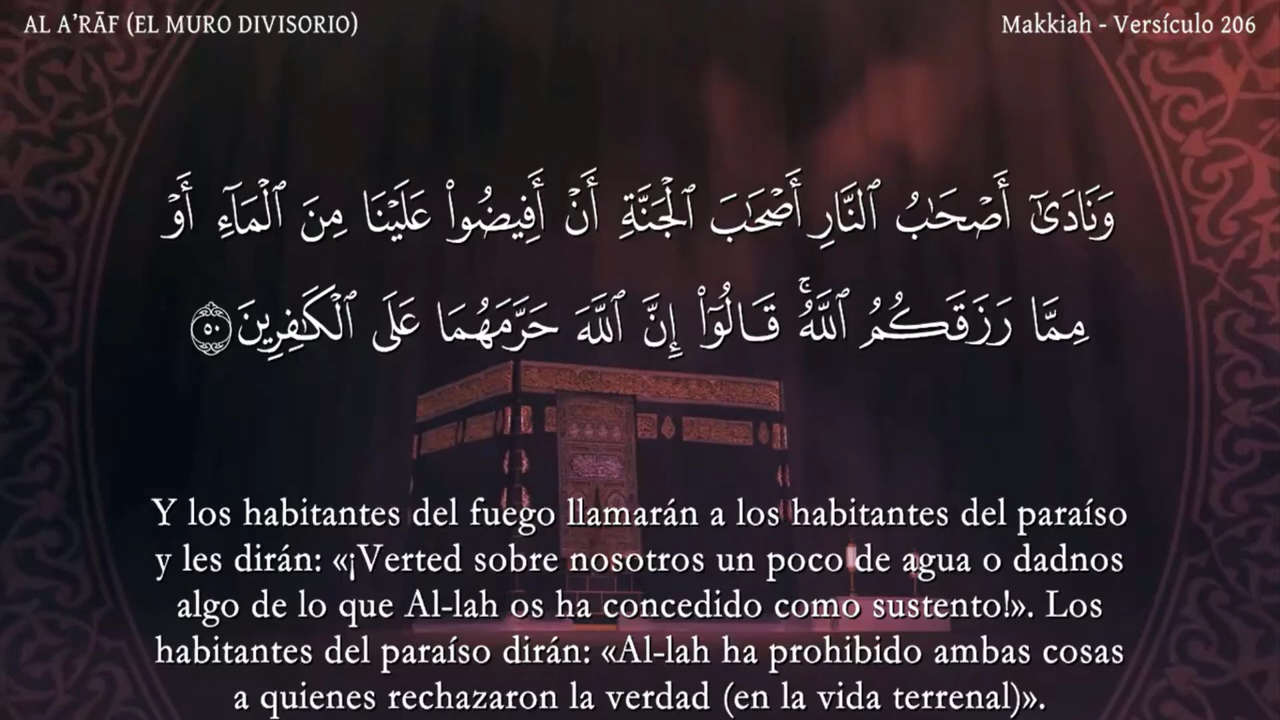 AL A’RĀF (EL MURO DIVISORIO)
Makkiah - Versículo 206
وَنَادَىٰٓ أَصْحَٰبُ ٱلنَّارِ أَصْحَٰبَ ٱلْجَنَّةِ أَنْ أَفِيضُوا۟ عَلَيْنَا مِنَ ٱلْمَآءِ أَوْ
مِمَّا رَزَقَكُمُ ٱللَّهُ ۚ قَالُوٓا۟ إِنَّ ٱللَّهَ حَرَّمَهُمَا عَلَى ٱلْكَٰفِرِينَ ٥٠
Y los habitantes del fuego llamarán a los habitantes del paraíso
y les dirán: «¡Verted sobre nosotros un poco de agua o dadnos
algo de lo que Al-lah os ha concedido como sustento!». Los
habitantes del paraíso dirán: «Al-lah ha prohibido ambas cosas
a quienes rechazaron la verdad (en la vida terrenal)».